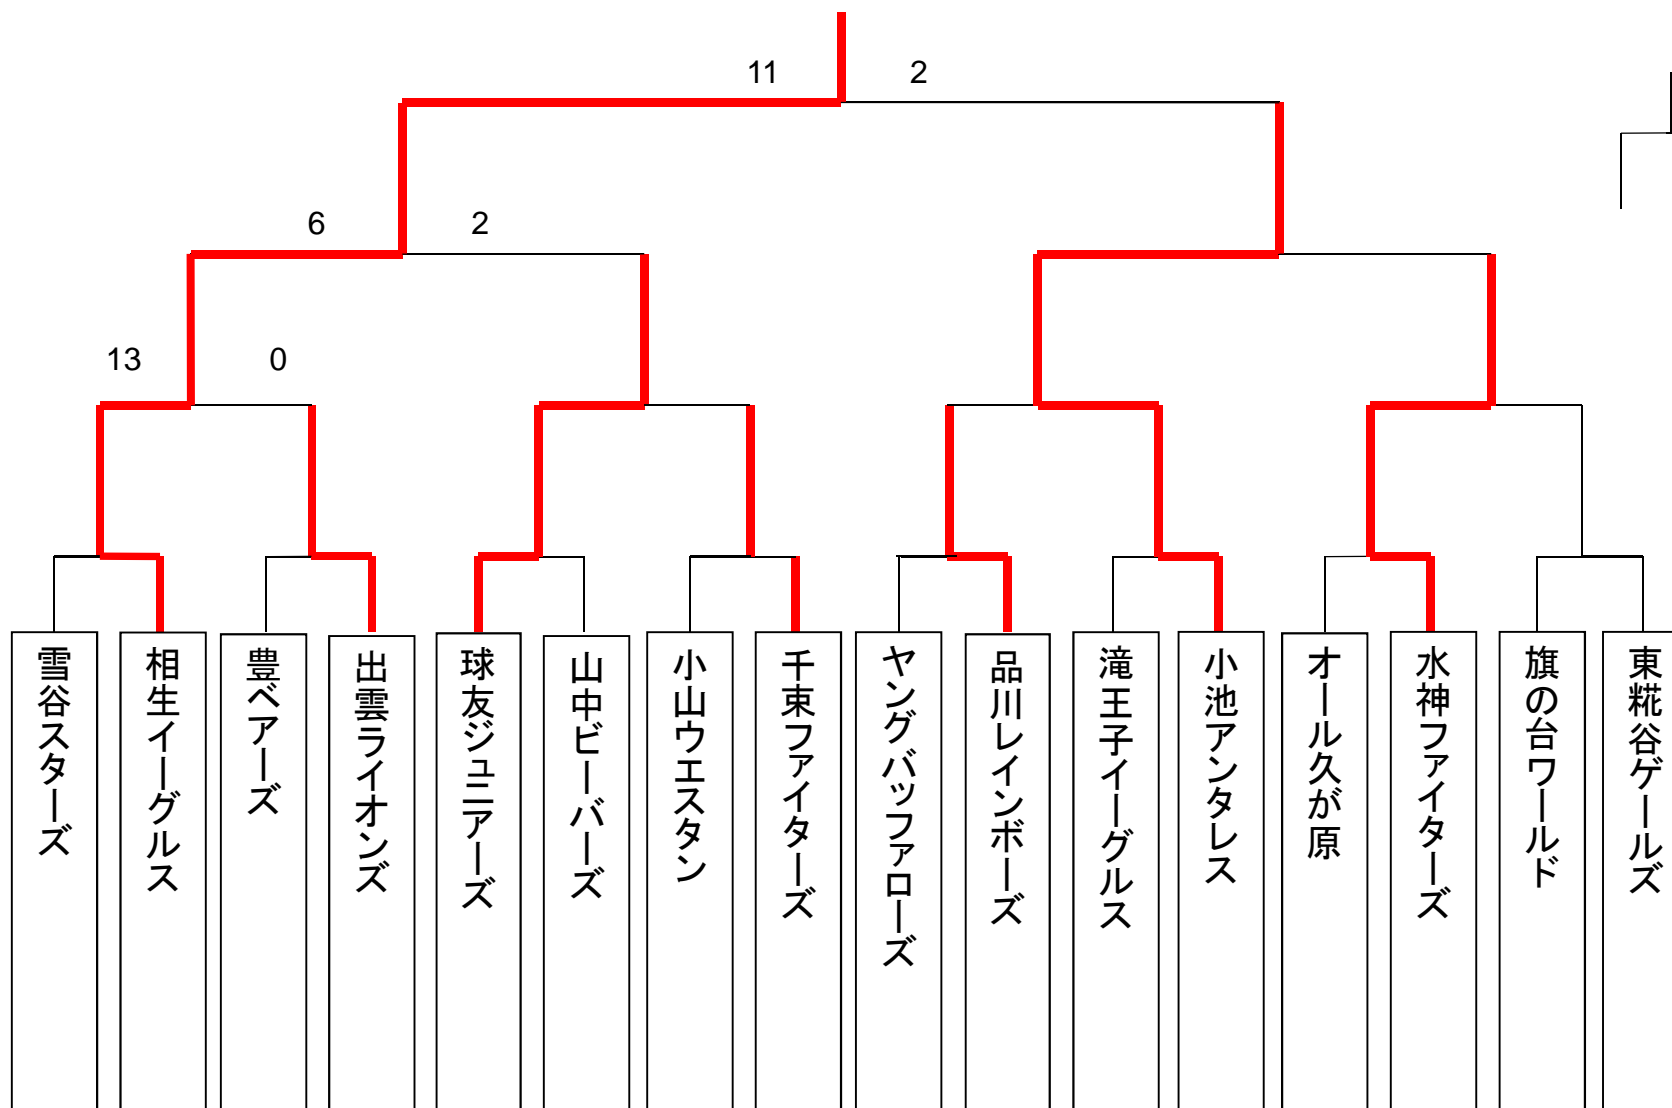 11
2
6
2
13
0
雪谷スターズ
相生イーグルス
豊ベアーズ
出雲ライオンズ
球友ジュニアーズ
山中ビーバーズ
小山ウエスタン
千束ファイターズ
ヤングバッファローズ
品川レインボーズ
滝王子イーグルス
小池アンタレス
オール久が原
水神ファイターズ
旗の台ワールド
東糀谷ゲールズ